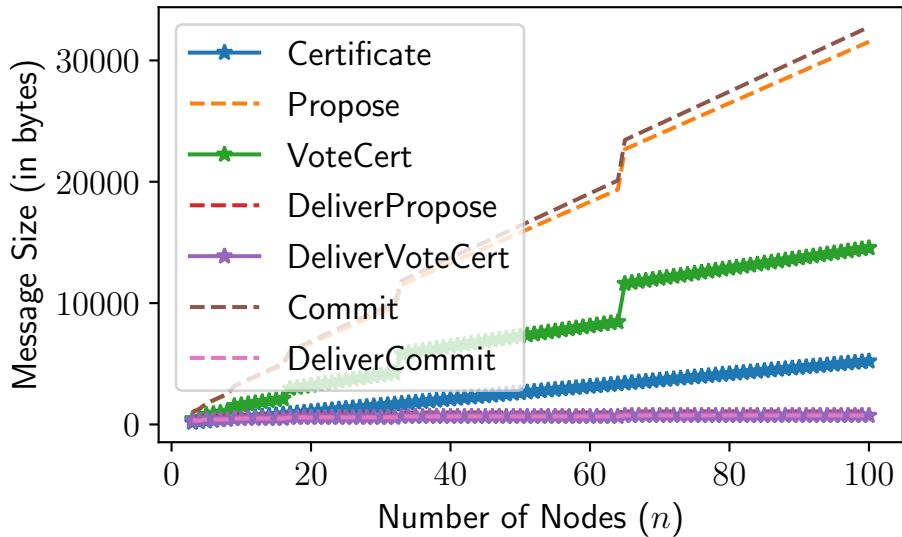 Message Size (in bytes)
30000
20000
10000
0
Certificate
Propose
VoteCert
DeliverPropose
DeliverVoteCert
Commit
DeliverCommit
0 20 40 60 80 100
Number of Nodes (n)